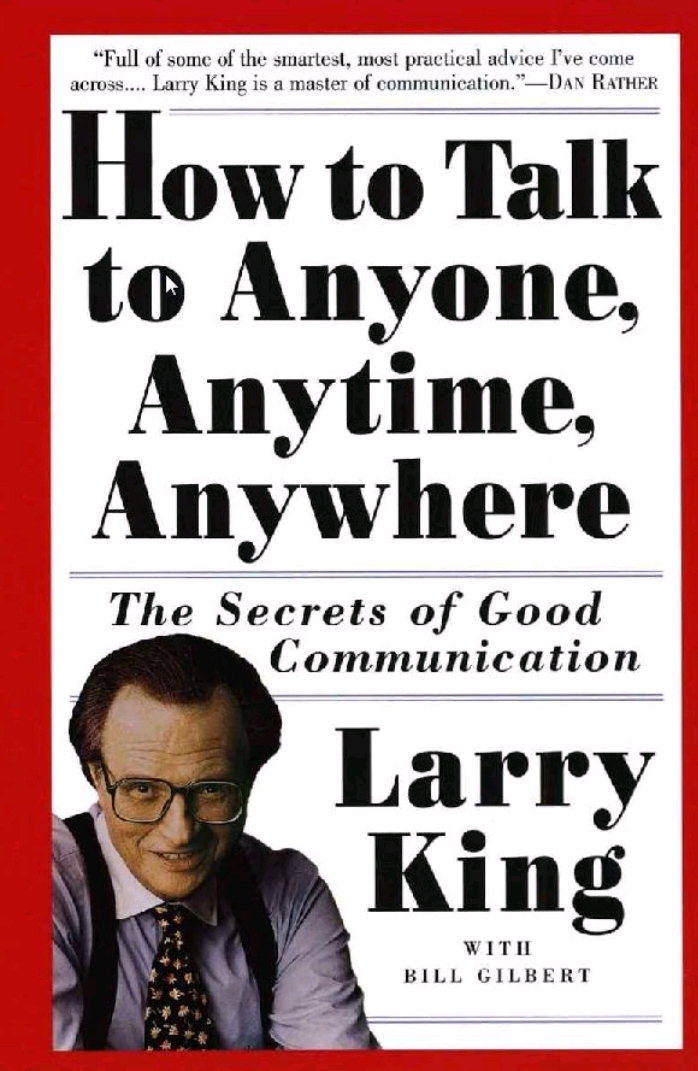 “Full of some of the smartest, most practical advice I’ve come
across.... Larry King is a master of communication.”—DAN RATHER
How to Talk
to Anyone,
Anytime,
Anywhere
The Secrets of Good
Communication
Larry
King
WITH
BILL GILBERT